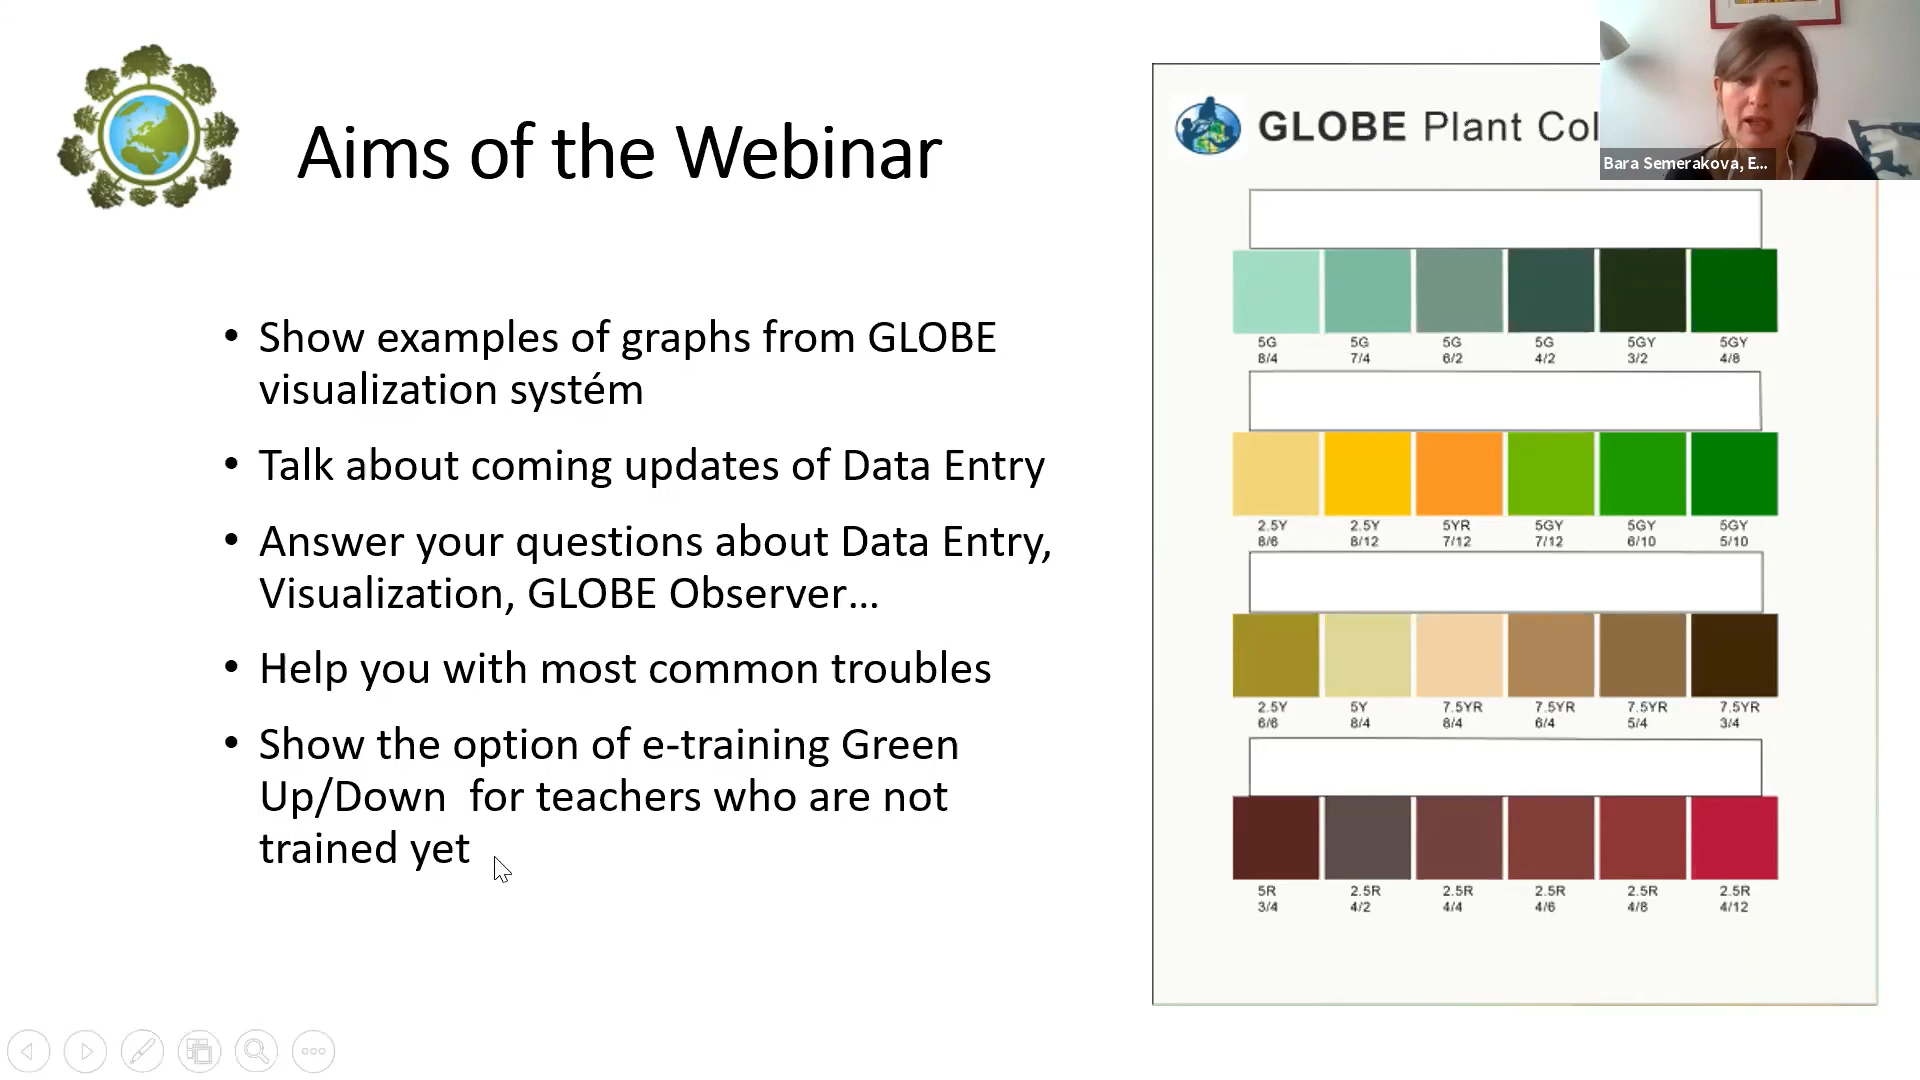 Aims of the Webinar
• Show examples of graphs from GLOBE
visualization systém
• Talk about coming updates of Data Entry
• Answer your questions about Data Entry,
Visualization, GLOBE Observer…
• Help you with most common troubles
• Show the option of e-training Green
Up/Down  for teachers who are not
trained yet
GLOBE Plant Col
Bara Semerakova, E...
5G 5G 5G 5G 5GY 5GY
8/4 7/4 6/2 4/2 3/2 4/8
2.5Y 2.5Y 5YR 5GY 5GY 5GY
8/6 8/12 7/12 7/12 6/10 5/10
2.5Y 5Y 7.5YR 7.5YR 7.5YR 7.5YR
6/6 8/4 8/4 6/4 5/4 3/4
5R 2.5R 2.5R 2.5R 2.5R 2.5R
3/4 4/2 4/4 4/6 4/8 4/12